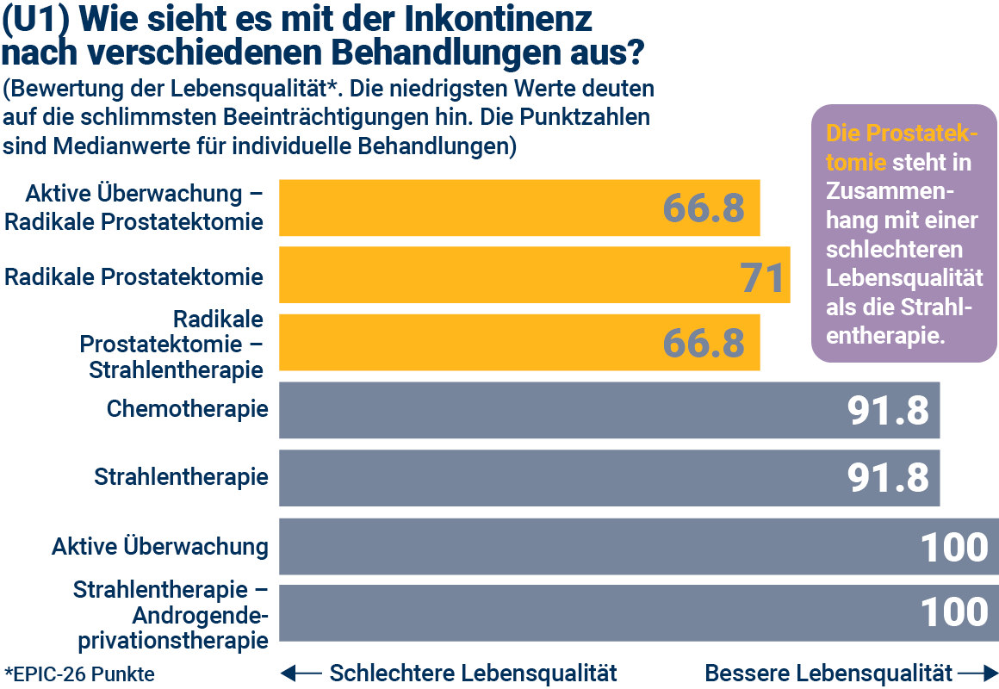 (U1) Wie sieht es mit der Inkontinenz
nach verschiedenen Behandlungen aus?
(Bewertung der Lebensqualität*. Die niedrigsten Werte deuten
auf die schlimmsten Beeinträchtigungen hin. Die Punktzahlen
sind Medianwerte für individuelle Behandlungen)
Die Prostatek-
tomie steht in
Zusammen-
hang mit einer
schlechteren
Lebensqualität
als die Strahl-
entherapie.
Aktive Überwachung –
Radikale Prostatektomie
66.8
Radikale Prostatektomie
71
Radikale
Prostatektomie –
Strahlentherapie
66.8
Chemotherapie
91.8
Strahlentherapie
91.8
Aktive Überwachung
100
Strahlentherapie –
Androgende-
privationstherapie
100
*EPIC-26 Punkte
Schlechtere Lebensqualität
Bessere Lebensqualität